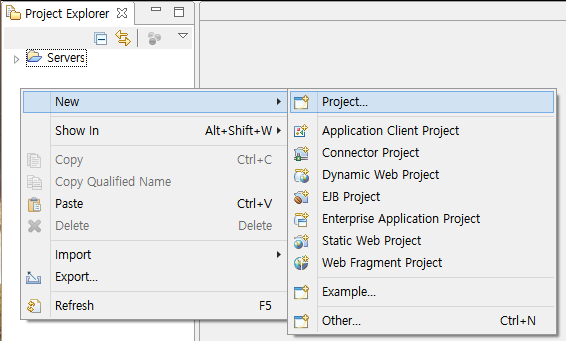 Project Explorer
Servers
New
Show In Alt+Shift+W
Copy Ctrl+C
Copy Qualified Name
Paste Ctrl+V
Delete Delete
Import
Export...
Refresh F5
Project...
Application Client Project
Connector Project
Dynamic Web Project
EJB Project
Enterprise Application Project
Static Web Project
Web Fragment Project
Example...
Other... Ctrl+N